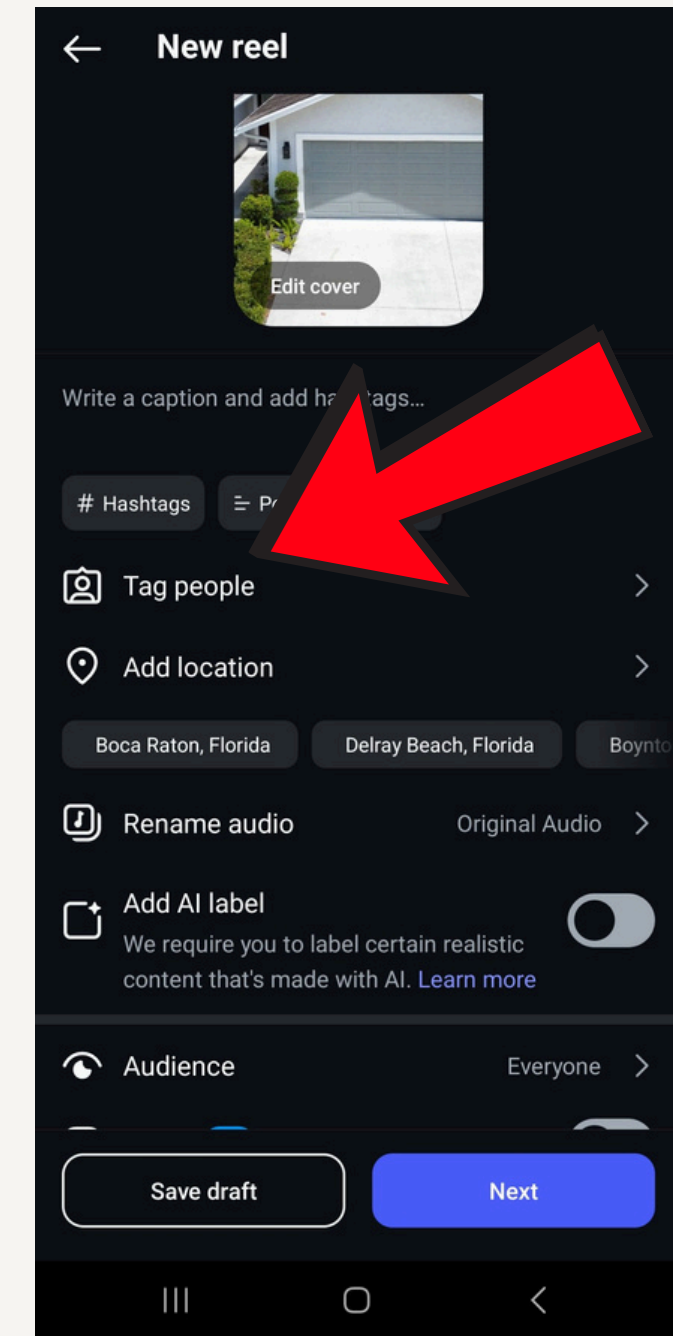 New reel
Edit cover
Write a caption and add
# Hashtags
Tag people
Add location
Boca Raton, Florida Delray Beach, Florida Boynto
Rename audio Original Audio
Add AI label
We require you to label certain realistic
content that's made with AI. Learn more
Audience Everyone
Save draft Next